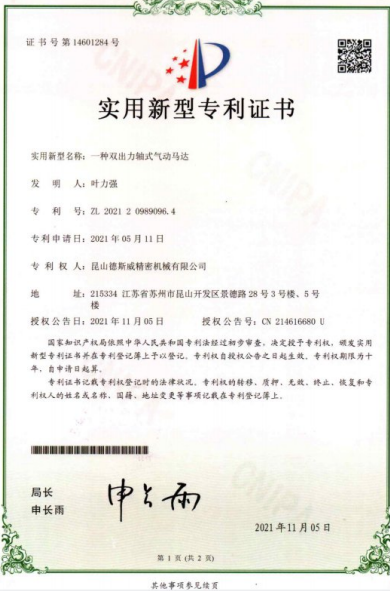 证书号第14601284号
实用新型专利证书
实用新型名称：一种双出力轴式气动马达
发 明 人：叶力强
专 利 号：ZL 2021 2 0989096.4
专利申请日：2021年05月11日
专 利 权 人：昆山德斯威精密机械有限公司
地 址：215334 江苏省苏州市昆山开发区景德路28号3号楼、5号
楼
授权公告日：2021年11月05日 授权公告号：CN 214616680 U
国家知识产权局依照中华人民共和国专利法经过初步审查，决定授予专利权，颁发实用
新型专利证书并在专利登记簿上予以登记。专利权自授权公告之日起生效。专利权期限为十
年，自申请日起算。
专利证书记载专利权登记时的法律状况。专利权的转移、质押、无效、终止、恢复和专
利权人的姓名或名称、国籍、地址变更等事项记载在专利登记簿上。
局长
申长雨
申长雨
2021年11月05日
第 1 页 (共 2 页)
其他事项参见续页
CNIPA
CNIPA
CNIPA